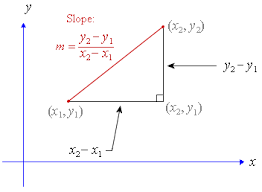 y
Slope:
m = y₂ − y₁ / x₂ − x₁
(x₂, y₂)
y₂ − y₁
(x₁, y₁)
(x₂, y₁)
x₂ − x₁
x